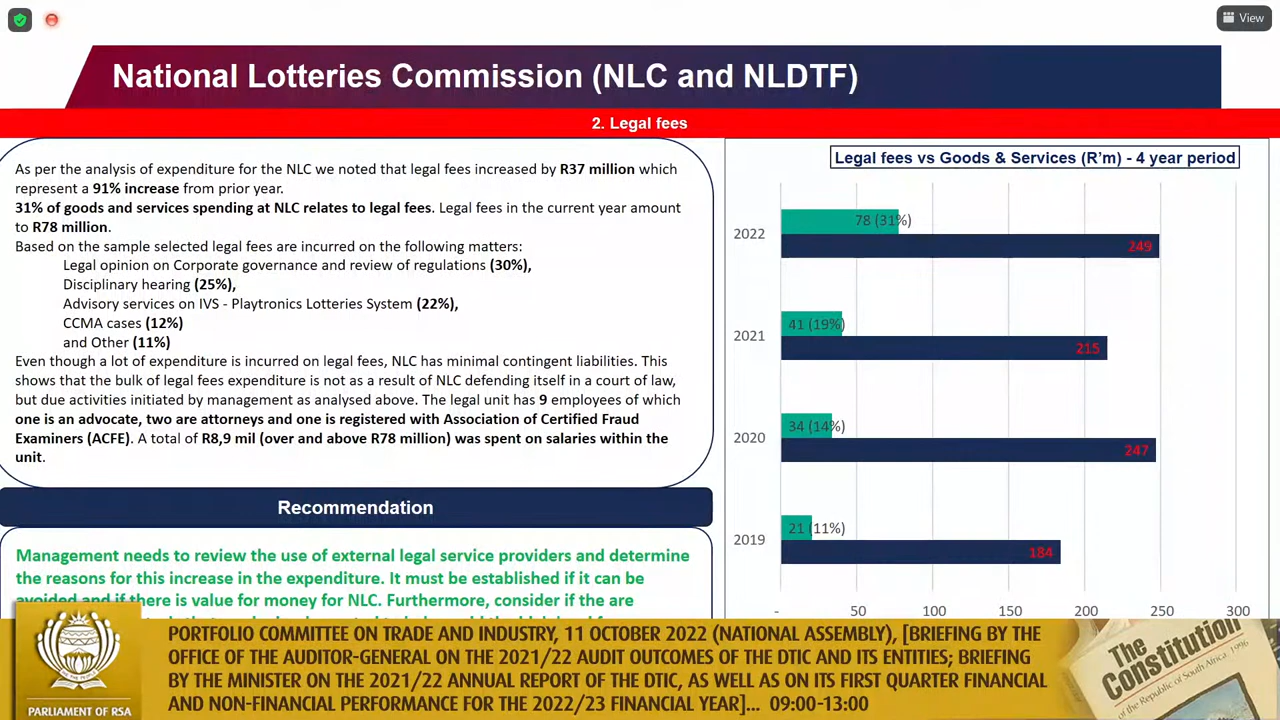 View
National Lotteries Commission (NLC and NLDTF)
2. Legal fees
As per the analysis of expenditure for the NLC we noted that legal fees increased by R37 million which
represent a 91% increase from prior year.
31% of goods and services spending at NLC relates to legal fees. Legal fees in the current year amount
to R78 million.
Based on the sample selected legal fees are incurred on the following matters:
Legal opinion on Corporate governance and review of regulations (30%),
Disciplinary hearing (25%),
Advisory services on IVS - Playtronics Lotteries System (22%),
CCMA cases (12%)
and Other (11%)
Even though a lot of expenditure is incurred on legal fees, NLC has minimal contingent liabilities. This
shows that the bulk of legal fees expenditure is not as a result of NLC defending itself in a court of law,
but due activities initiated by management as analysed above. The legal unit has 9 employees of which
one is an advocate, two are attorneys and one is registered with Association of Certified Fraud
Examiners (ACFE). A total of R8,9 mil (over and above R78 million) was spent on salaries within the
unit.
Recommendation
Management needs to review the use of external legal service providers and determine
the reasons for this increase in the expenditure. It must be established if it can be
avoided and if there is value for money for NLC. Furthermore, consider if the are
Legal fees vs Goods & Services (R'm) - 4 year period
2022
78 (31%)
249
2021
41 (19%)
215
2020
34 (14%)
247
2019
21 (11%)
184
- 50 100 150 200 250 300
PARLIAMENT OF RSA
PORTFOLIO COMMITTEE ON TRADE AND INDUSTRY, 11 OCTOBER 2022 (NATIONAL ASSEMBLY), [BRIEFING BY THE
OFFICE OF THE AUDITOR-GENERAL ON THE 2021/22 AUDIT OUTCOMES OF THE DTIC AND ITS ENTITIES; BRIEFING
BY THE MINISTER ON THE 2021/22 ANNUAL REPORT OF THE DTIC, AS WELL AS ON ITS FIRST QUARTER FINANCIAL
AND NON-FINANCIAL PERFORMANCE FOR THE 2022/23 FINANCIAL YEAR]... 09:00-13:00
The
Constitution
of the Republic of South Africa, 1996